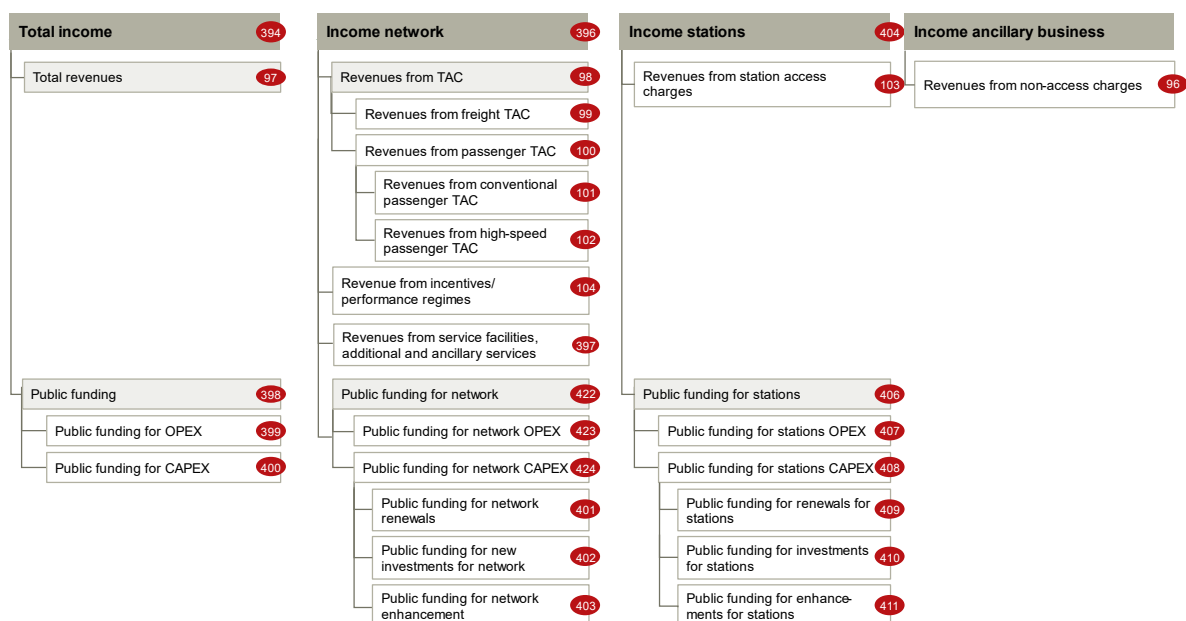 Total income 394
Total revenues 97
Public funding 398
Public funding for OPEX 399
Public funding for CAPEX 400
Income network 396
Revenues from TAC 98
Revenues from freight TAC 99
Revenues from passenger TAC 100
Revenues from conventional
passenger TAC 101
Revenues from high-speed
passenger TAC 102
Revenue from incentives/
performance regimes 104
Revenues from service facilities,
additional and ancillary services 397
Public funding for network 422
Public funding for network OPEX 423
Public funding for network CAPEX 424
Public funding for network
renewals 401
Public funding for new
investments for network 402
Public funding for network
enhancement 403
Income stations 404
Revenues from station access
charges 103
Public funding for stations 406
Public funding for stations OPEX 407
Public funding for stations CAPEX 408
Public funding for renewals for
stations 409
Public funding for investments
for stations 410
Public funding for enhance-
ments for stations 411
Income ancillary business
Revenues from non-access charges 96